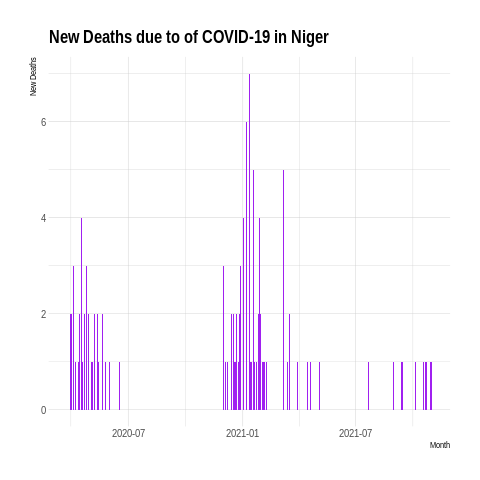 New Deaths due to of COVID-19 in Niger
New Deaths
6
4
2
0
2020-07 2021-01 2021-07
Month